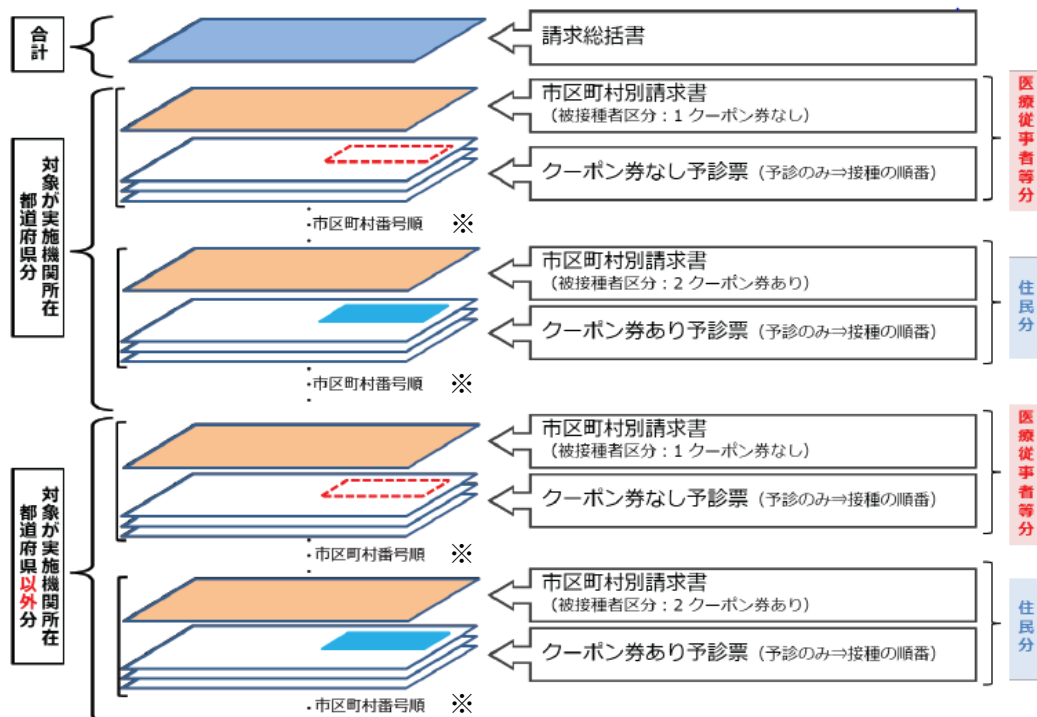 合計
請求総括書
対象が実施機関所在
都道府県分
市区町村別請求書
（被接種者区分：1 クーポン券なし）
クーポン券なし予診票（予診のみ⇒接種の順番）
医療従事者等分
市区町村番号順 ※
市区町村別請求書
（被接種者区分：2 クーポン券あり）
クーポン券あり予診票（予診のみ⇒接種の順番）
住民分
市区町村番号順 ※
対象が実施機関所在
都道府県以外分
市区町村別請求書
（被接種者区分：1 クーポン券なし）
クーポン券なし予診票（予診のみ⇒接種の順番）
医療従事者等分
市区町村番号順 ※
市区町村別請求書
（被接種者区分：2 クーポン券あり）
クーポン券あり予診票（予診のみ⇒接種の順番）
住民分
市区町村番号順 ※